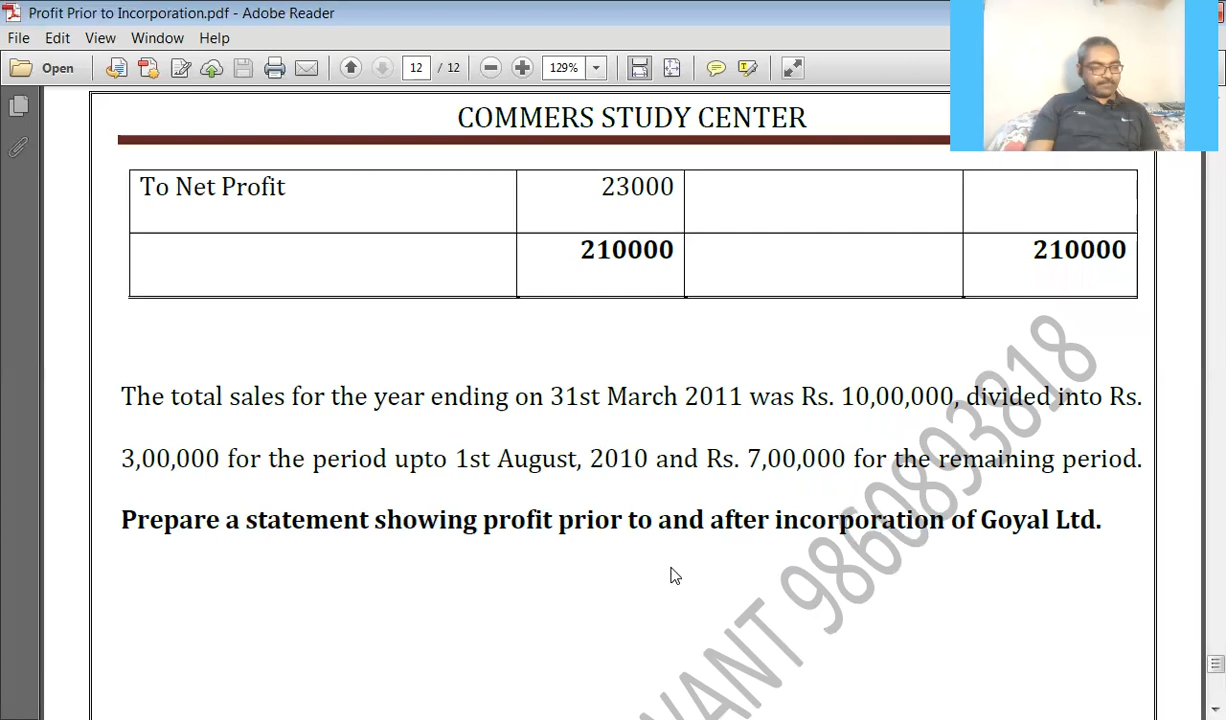 Profit Prior to Incorporation.pdf - Adobe Reader
File Edit View Window Help
Open 12 / 12 129%
COMMERS STUDY CENTER
To Net Profit 23000
210000 210000
The total sales for the year ending on 31st March 2011 was Rs. 10,00,000, divided into Rs.
3,00,000 for the period upto 1st August, 2010 and Rs. 7,00,000 for the remaining period.
Prepare a statement showing profit prior to and after incorporation of Goyal Ltd.
WANT 9860893818